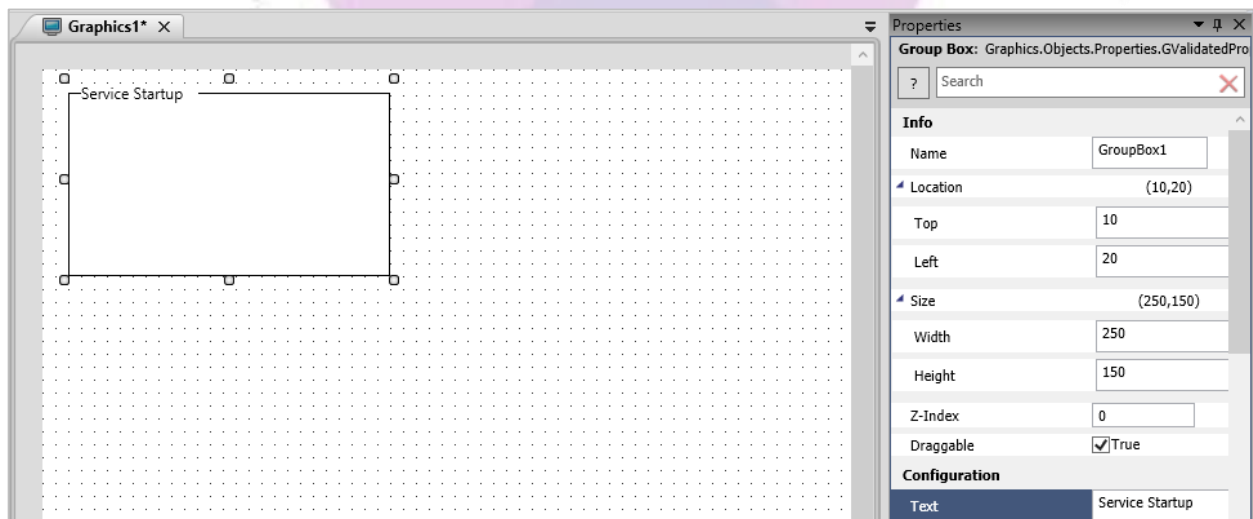 Graphics1*
Service Startup
Properties
Group Box: Graphics.Objects.Properties.GValidatedPro
?
Search
Info
Name GroupBox1
Location (10,20)
Top 10
Left 20
Size (250,150)
Width 250
Height 150
Z-Index 0
Draggable True
Configuration
Text Service Startup